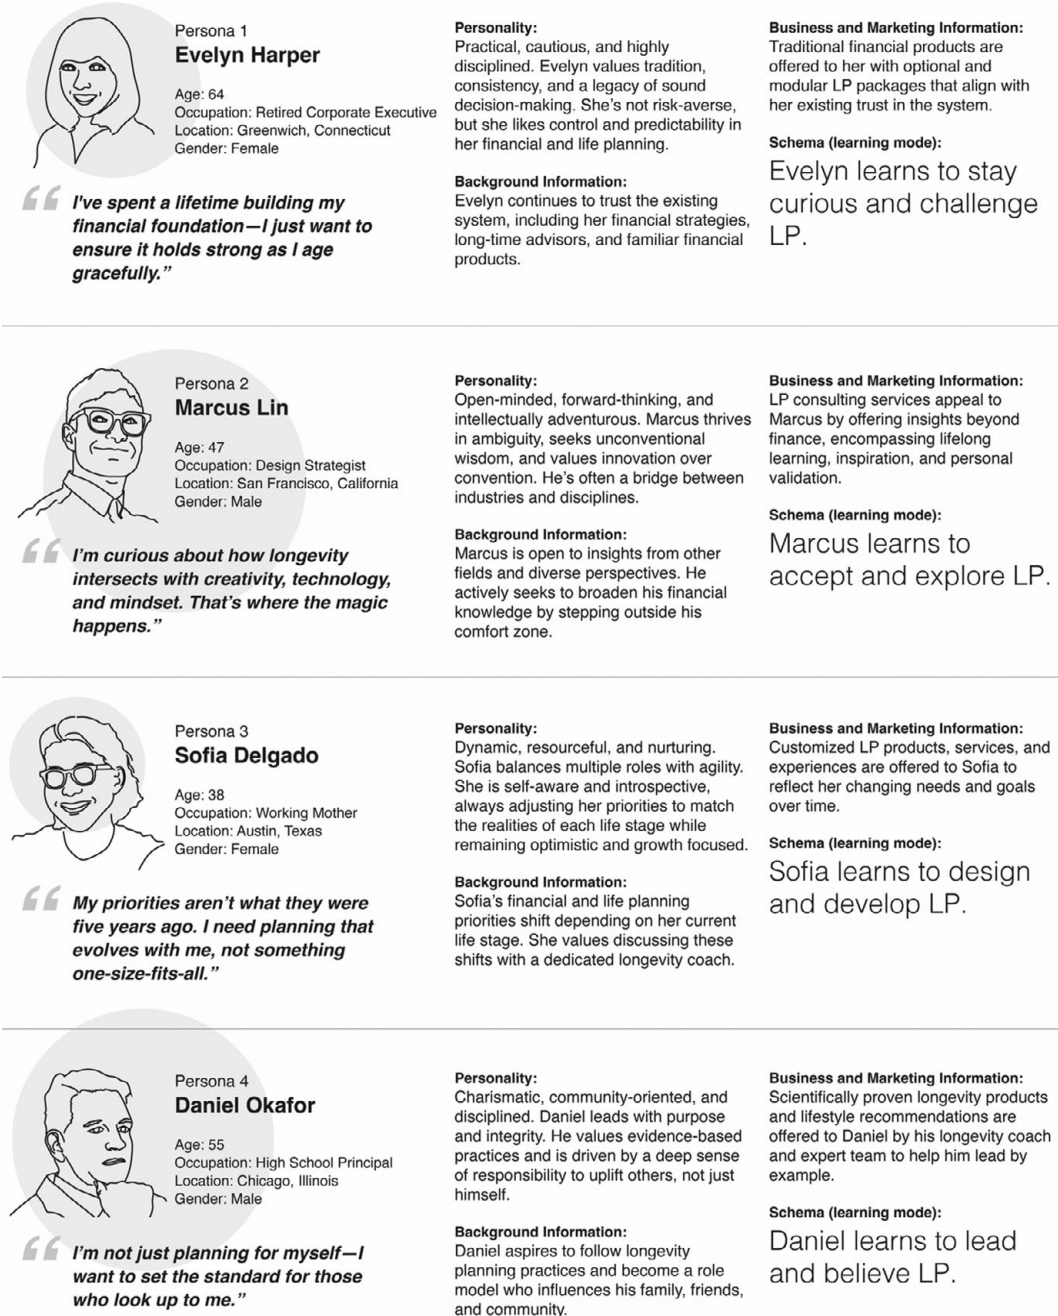 Persona 1
Evelyn Harper
Age: 64
Occupation: Retired Corporate Executive
Location: Greenwich, Connecticut
Gender: Female
“ I've spent a lifetime building my
financial foundation—I just want to
ensure it holds strong as I age
gracefully.”
Personality:
Practical, cautious, and highly
disciplined. Evelyn values tradition,
consistency, and a legacy of sound
decision-making. She’s not risk-averse,
but she likes control and predictability in
her financial and life planning.
Background Information:
Evelyn continues to trust the existing
system, including her financial strategies,
long-time advisors, and familiar financial
products.
Business and Marketing Information:
Traditional financial products are
offered to her with optional and
modular LP packages that align with
her existing trust in the system.
Schema (learning mode):
Evelyn learns to stay
curious and challenge
LP.
Persona 2
Marcus Lin
Age: 47
Occupation: Design Strategist
Location: San Francisco, California
Gender: Male
“ I’m curious about how longevity
intersects with creativity, technology,
and mindset. That’s where the magic
happens.”
Personality:
Open-minded, forward-thinking, and
intellectually adventurous. Marcus thrives
in ambiguity, seeks unconventional
wisdom, and values innovation over
convention. He’s often a bridge between
industries and disciplines.
Background Information:
Marcus is open to insights from other
fields and diverse perspectives. He
actively seeks to broaden his financial
knowledge by stepping outside his
comfort zone.
Business and Marketing Information:
LP consulting services appeal to
Marcus by offering insights beyond
finance, encompassing lifelong
learning, inspiration, and personal
validation.
Schema (learning mode):
Marcus learns to
accept and explore LP.
Persona 3
Sofia Delgado
Age: 38
Occupation: Working Mother
Location: Austin, Texas
Gender: Female
“ My priorities aren’t what they were
five years ago. I need planning that
evolves with me, not something
one-size-fits-all.”
Personality:
Dynamic, resourceful, and nurturing.
Sofia balances multiple roles with agility.
She is self-aware and introspective,
always adjusting her priorities to match
the realities of each life stage while
remaining optimistic and growth focused.
Background Information:
Sofia’s financial and life planning
priorities shift depending on her current
life stage. She values discussing these
shifts with a dedicated longevity coach.
Business and Marketing Information:
Customized LP products, services, and
experiences are offered to Sofia to
reflect her changing needs and goals
over time.
Schema (learning mode):
Sofia learns to design
and develop LP.
Persona 4
Daniel Okafor
Age: 55
Occupation: High School Principal
Location: Chicago, Illinois
Gender: Male
“ I’m not just planning for myself—I
want to set the standard for those
who look up to me.”
Personality:
Charismatic, community-oriented, and
disciplined. Daniel leads with purpose
and integrity. He values evidence-based
practices and is driven by a deep sense
of responsibility to uplift others, not just
himself.
Background Information:
Daniel aspires to follow longevity
planning practices and become a role
model who influences his family, friends,
and community.
Business and Marketing Information:
Scientifically proven longevity products
and lifestyle recommendations are
offered to Daniel by his longevity coach
and expert team to help him lead by
example.
Schema (learning mode):
Daniel learns to lead
and believe LP.